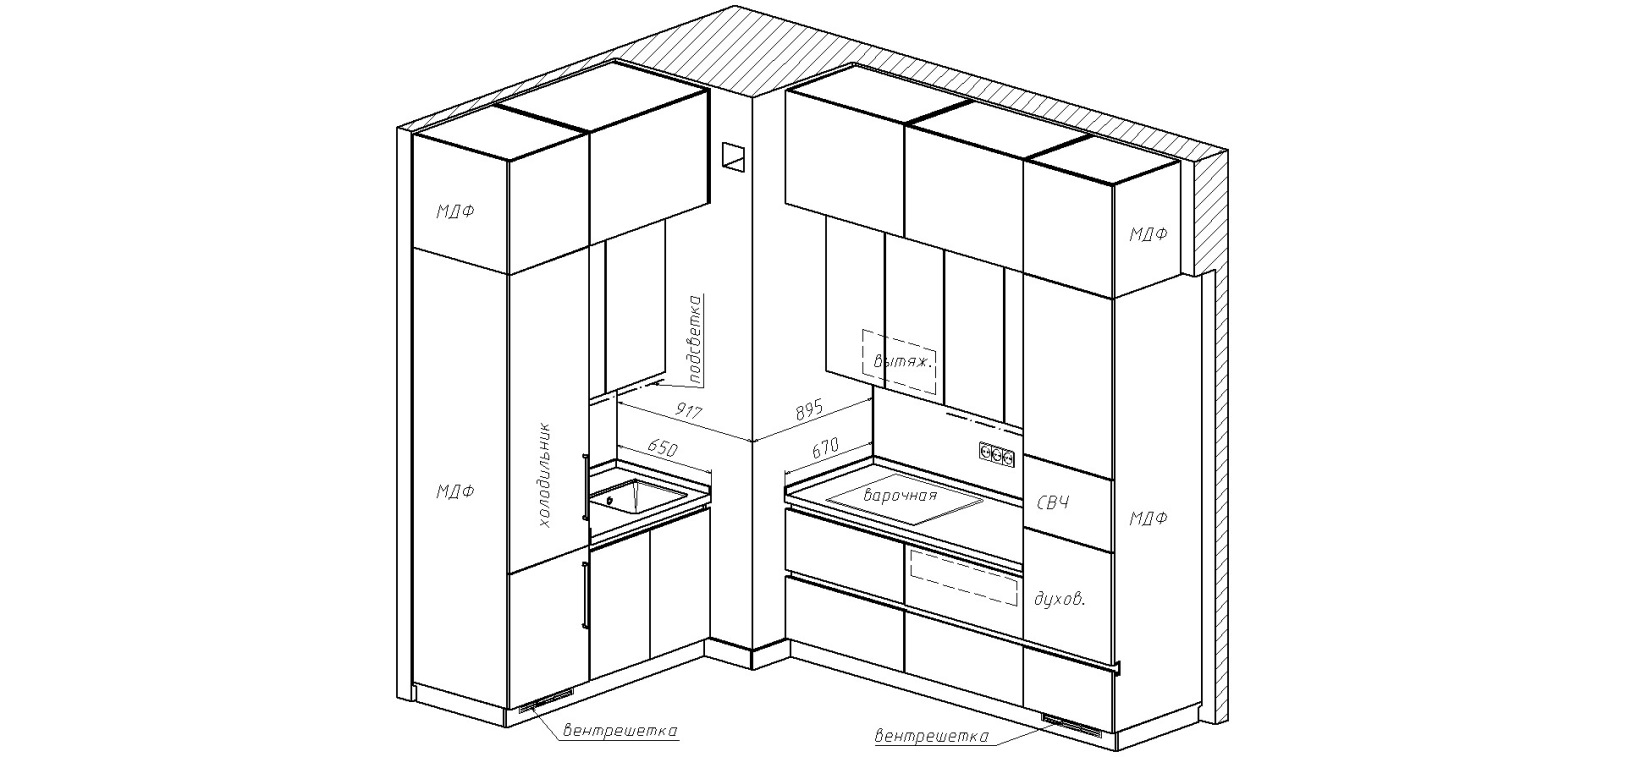 МДФ
МДФ
подсветка
вытяж.
917
895
650
670
холодильник
МДФ
варочная
СВЧ
МДФ
духов.
вентрешетка
вентрешетка